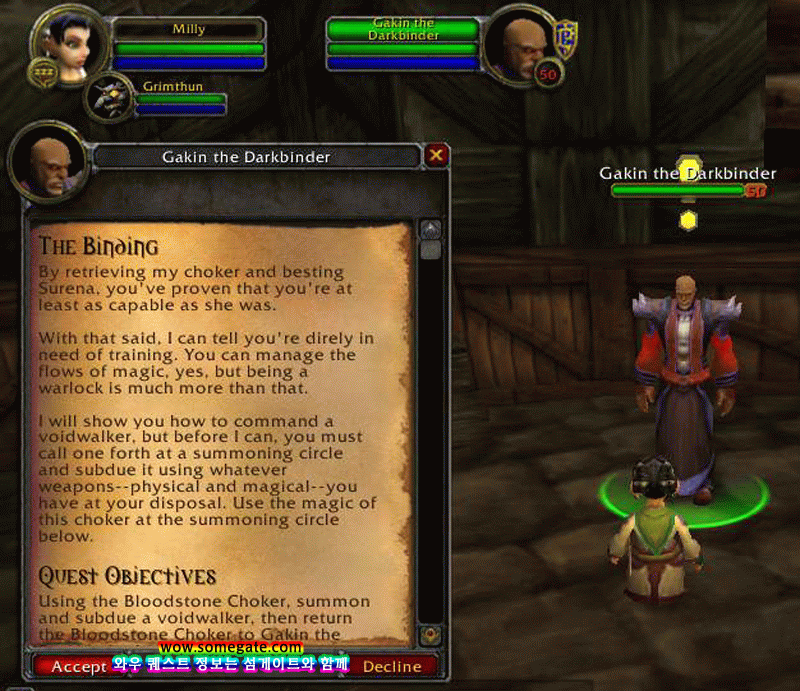 Milly
Gakin the
Darkbinder
zzz
50
Grimthun
Gakin the Darkbinder
Gakin the Darkbinder
50
The Binding
By retrieving my choker and besting
Surena, you've proven that you're at
least as capable as she was.
With that said, I can tell you're direly in
need of training. You can manage the
flows of magic, yes, but being a
warlock is much more than that.
I will show you how to command a
voidwalker, but before I can, you must
call one forth at a summoning circle
and subdue it using whatever
weapons--physical and magical--you
have at your disposal. Use the magic of
this choker at the summoning circle
below.
Quest Objectives
Using the Bloodstone Choker, summon
and subdue a voidwalker, then return
the Bloodstone Choker to Gakin the
wow.somegate.com
Accept 와우 퀘스트 정보는 섬게이트와 함께 Decline